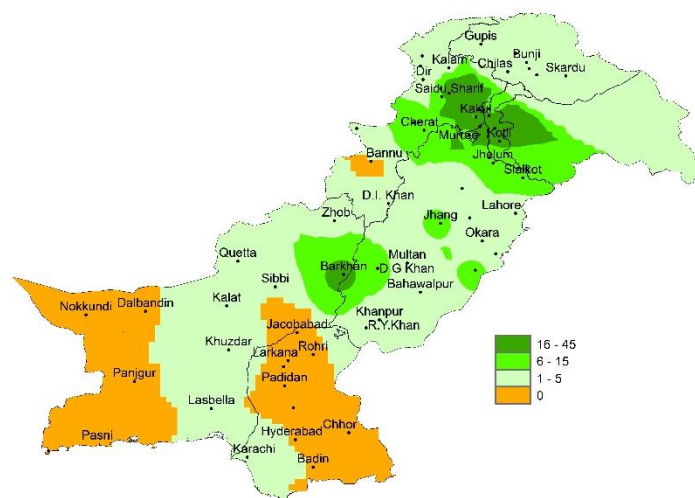 Gupis
Kalam
Chilas
Bunji
Skardu
Dir
Saidu Sharif
Cherat
Kakul
Murree
Kotli
Jhelum
Sialkot
Bannu
D.I. Khan
Zhob
Jhang
Lahore
Okara
Quetta
Barkhan
Multan
D G Khan
Bahawalpur
Sibbi
Nokkundi
Dalbandin
Kalat
Khanpur
R.Y.Khan
Jacobabad
Khuzdar
Larkana
Rohri
Panjgur
Padidan
Lasbella
Pasni
Hyderabad
Chhor
Karachi
Badin
16 - 45
6 - 15
1 - 5
0